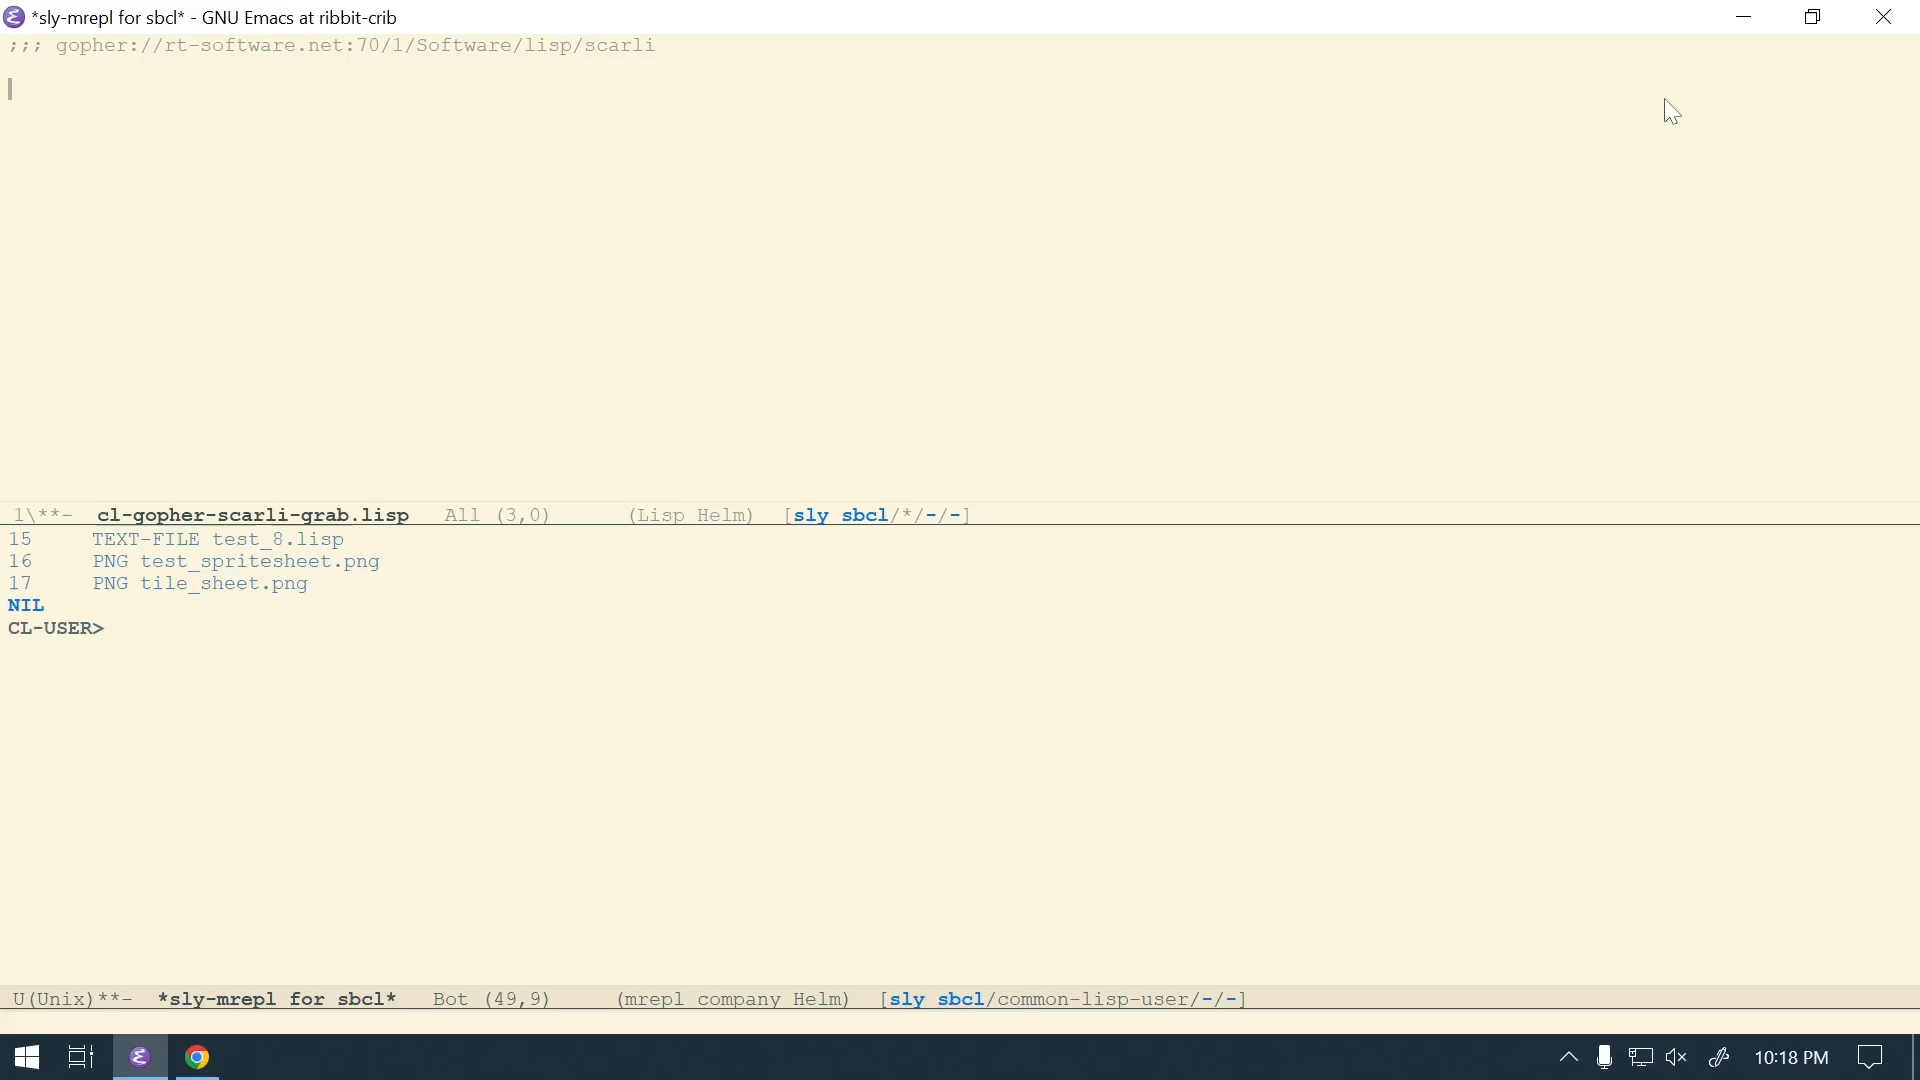 *sly-mrepl for sbcl* - GNU Emacs at ribbit-crib
;;; gopher://rt-software.net:70/1/Software/lisp/scarli
1\**-  cl-gopher-scarli-grab.lisp   All (3,0)      (Lisp Helm)  [sly sbcl/*/-/-]
15     TEXT-FILE test_8.lisp
16     PNG test_spritesheet.png
17     PNG tile_sheet.png
NIL
CL-USER>
U(Unix)**-  *sly-mrepl for sbcl*   Bot (49,9)     (mrepl company Helm)  [sly sbcl/common-lisp-user/-/-]
10:18 PM